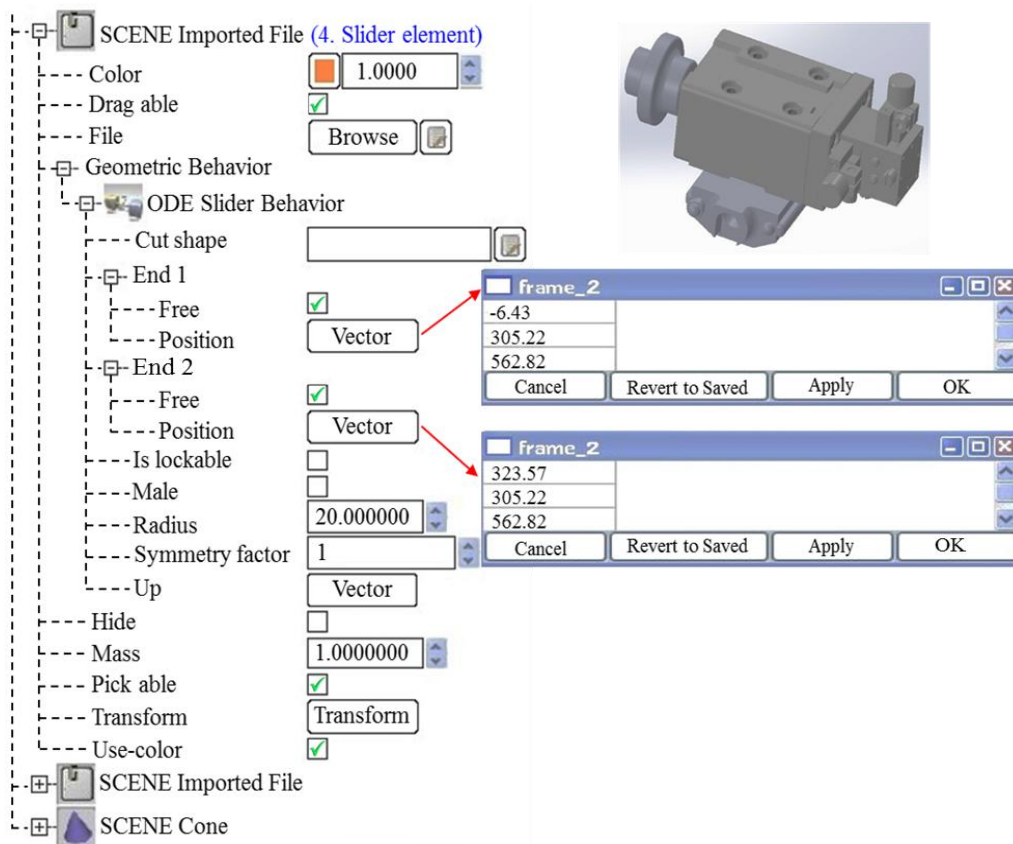 SCENE Imported File (4. Slider element)
Color 1.0000
Drag able
File Browse
Geometric Behavior
ODE Slider Behavior
Cut shape
End 1
Free
Position Vector
End 2
Free
Position Vector
Is lockable
Male
Radius 20.000000
Symmetry factor 1
Up Vector
Hide
Mass 1.0000000
Pick able
Transform Transform
Use-color
SCENE Imported File
SCENE Cone
frame_2
-6.43
305.22
562.82
Cancel Revert to Saved Apply OK
frame_2
323.57
305.22
562.82
Cancel Revert to Saved Apply OK